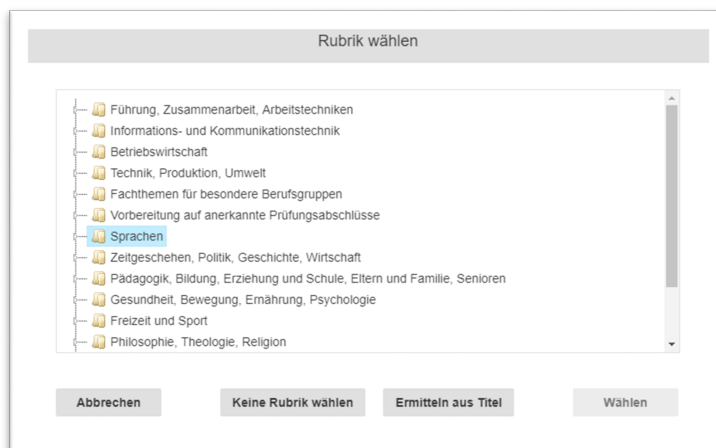 Rubrik wählen
Führung, Zusammenarbeit, Arbeitstechniken
Informations- und Kommunikationstechnik
Betriebswirtschaft
Technik, Produktion, Umwelt
Fachthemen für besondere Berufsgruppen
Vorbereitung auf anerkannte Prüfungsabschlüsse
Sprachen
Zeitgeschehen, Politik, Geschichte, Wirtschaft
Pädagogik, Bildung, Erziehung und Schule, Eltern und Familie, Senioren
Gesundheit, Bewegung, Ernährung, Psychologie
Freizeit und Sport
Philosophie, Theologie, Religion
Abbrechen Keine Rubrik wählen Ermitteln aus Titel Wählen